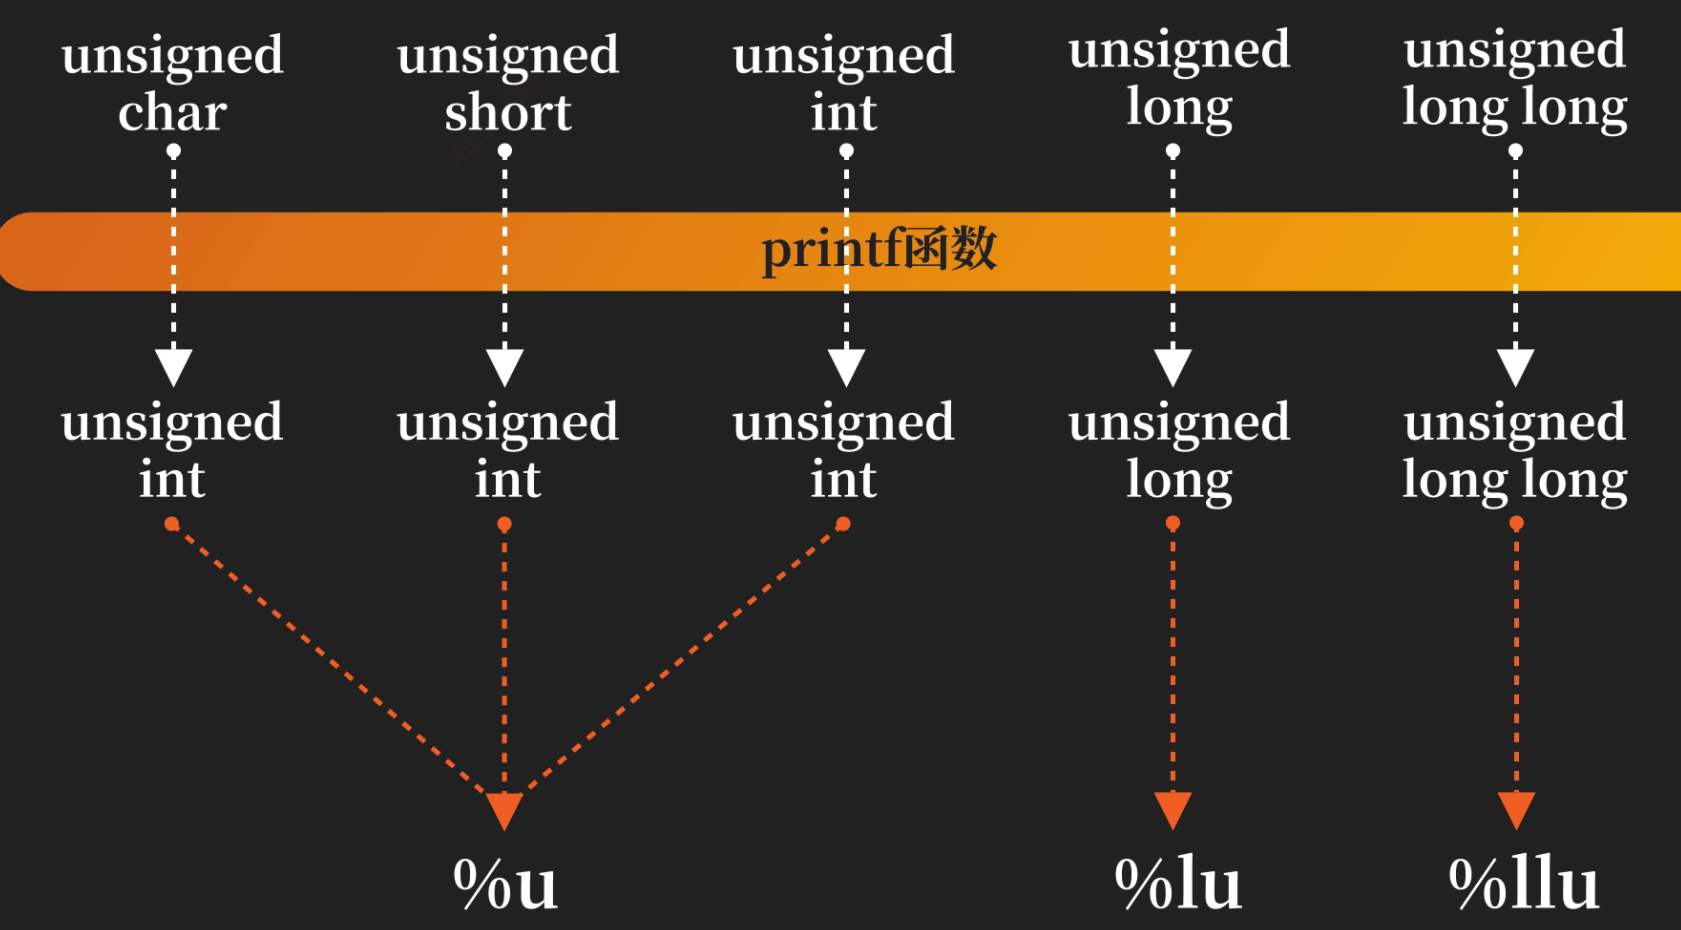 unsigned
char
unsigned
short
unsigned
int
unsigned
long
unsigned
long long
printf函数
unsigned
int
unsigned
int
unsigned
int
unsigned
long
unsigned
long long
%u
%lu
%llu